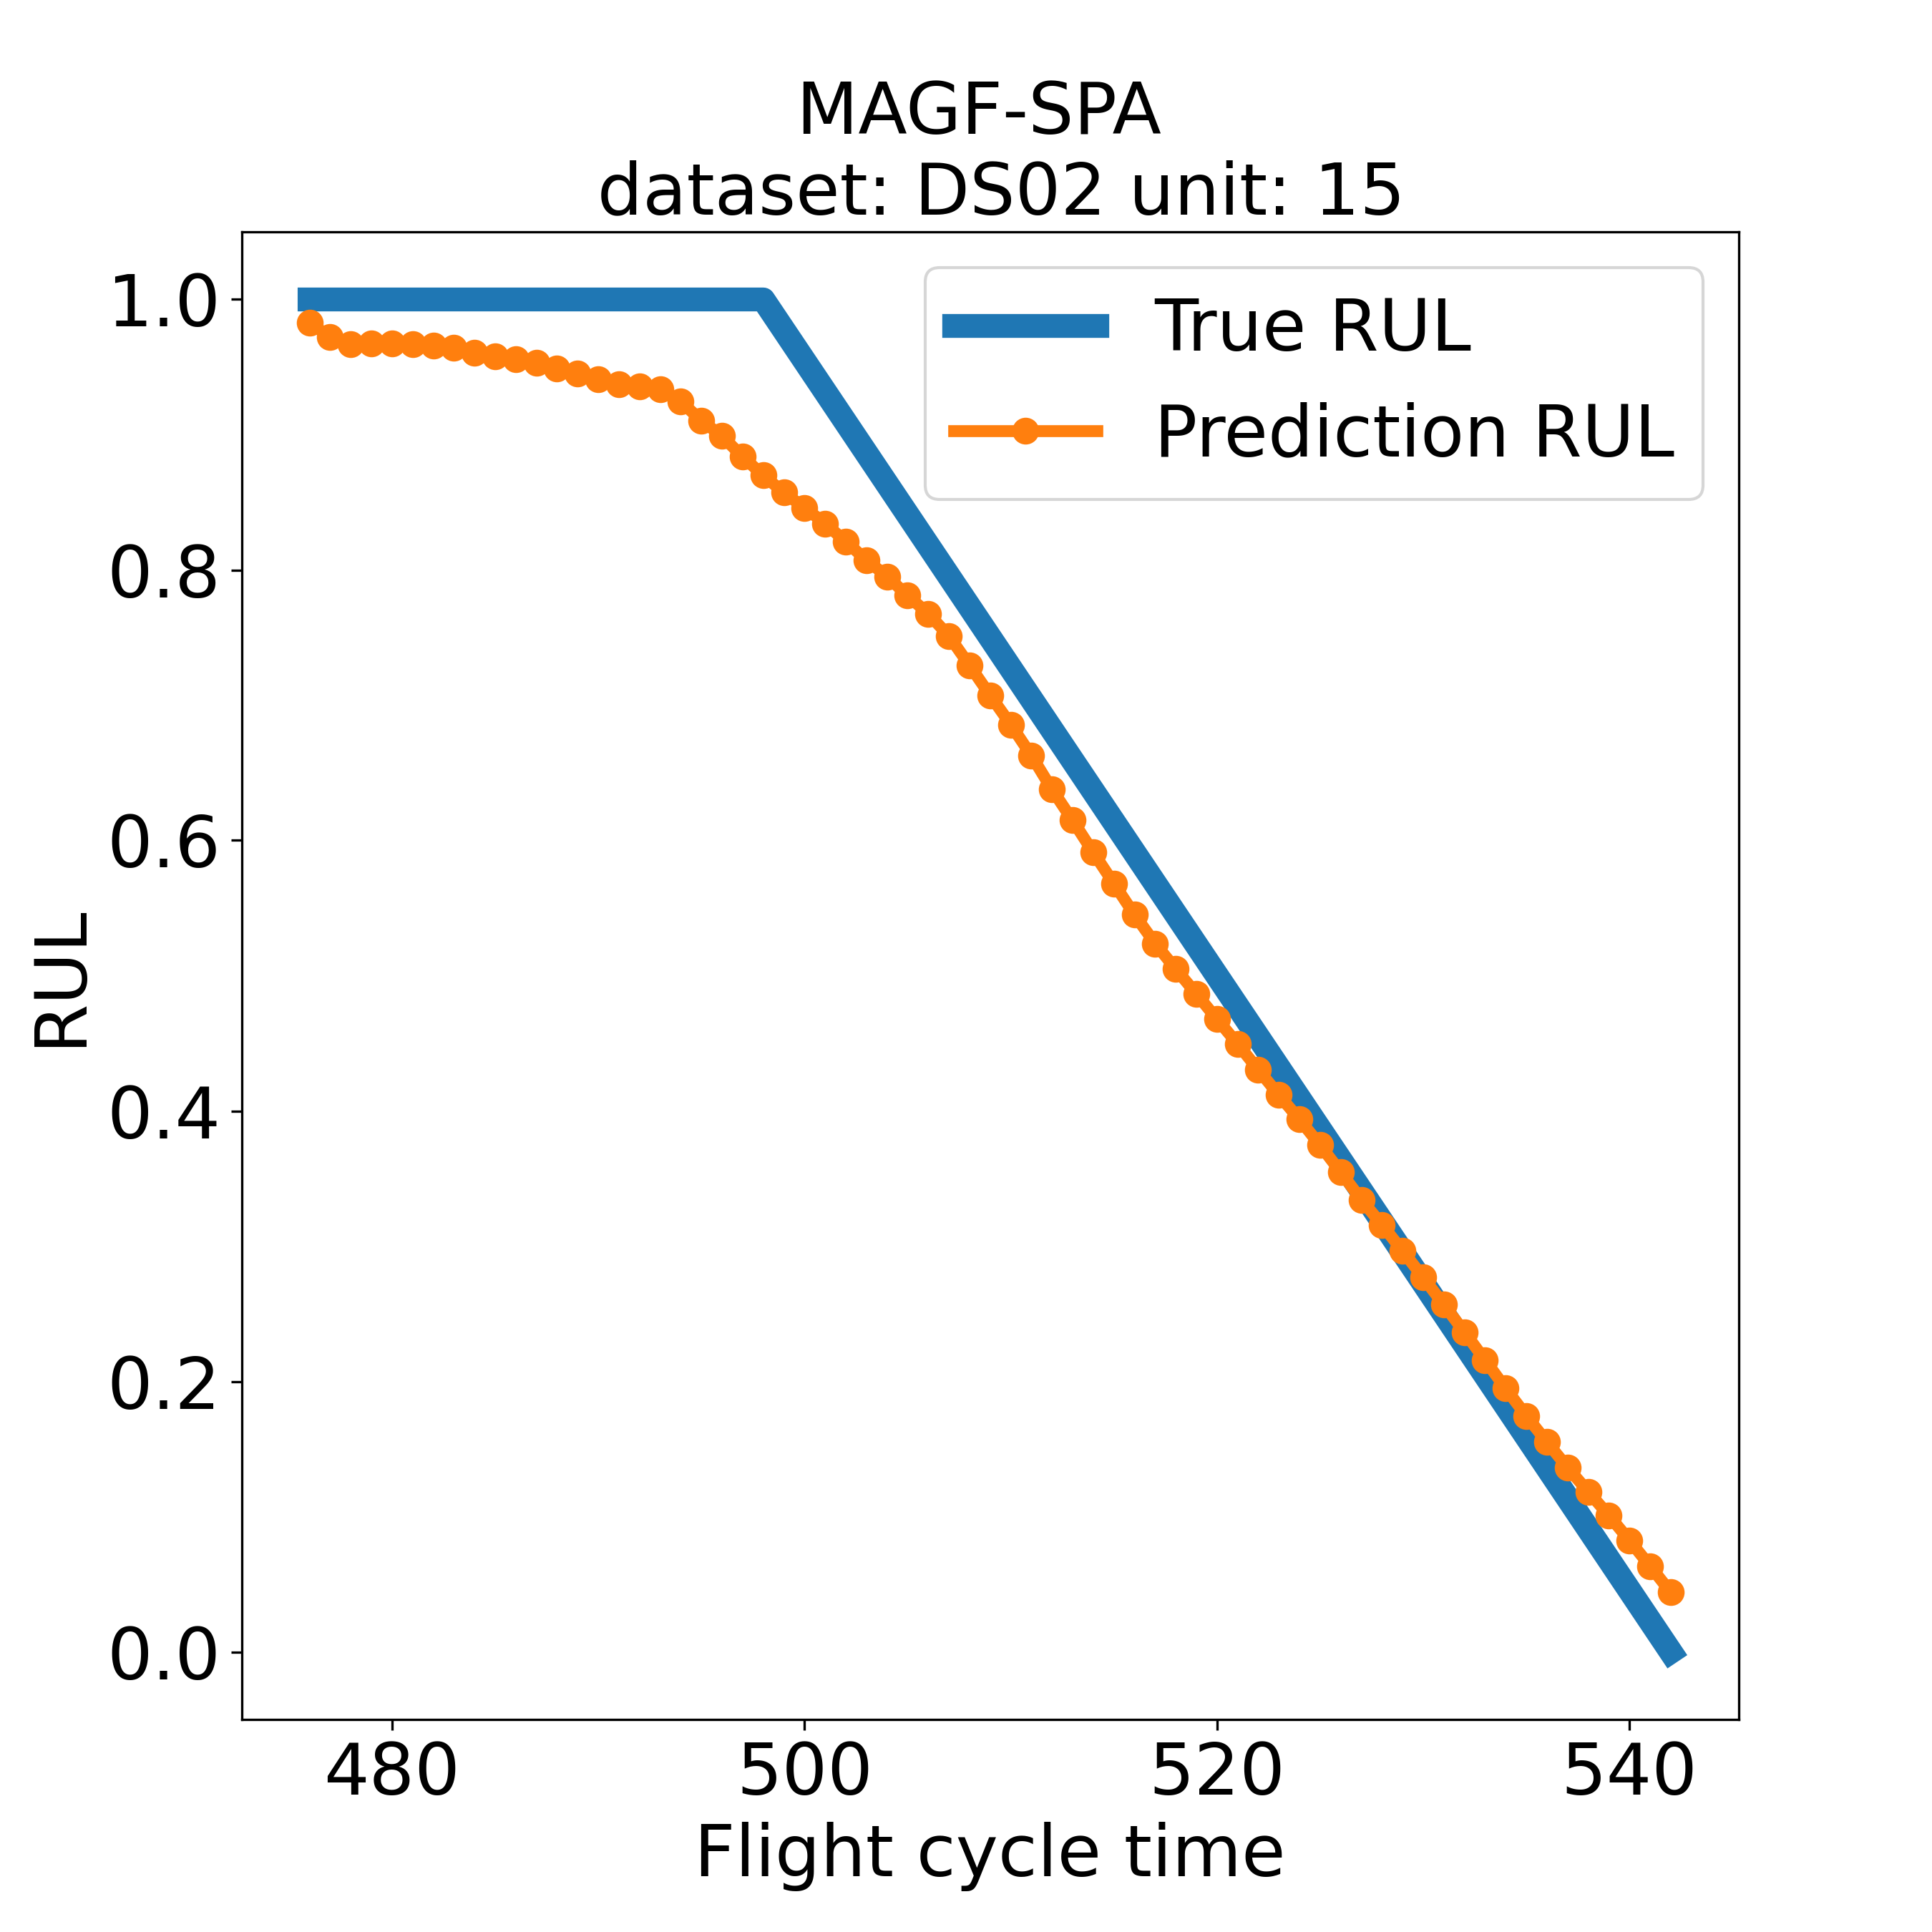 MAGF-SPA
dataset: DS02 unit: 15
True RUL
Prediction RUL
1.0
0.8
0.6
0.4
0.2
0.0
RUL
480 500 520 540
Flight cycle time